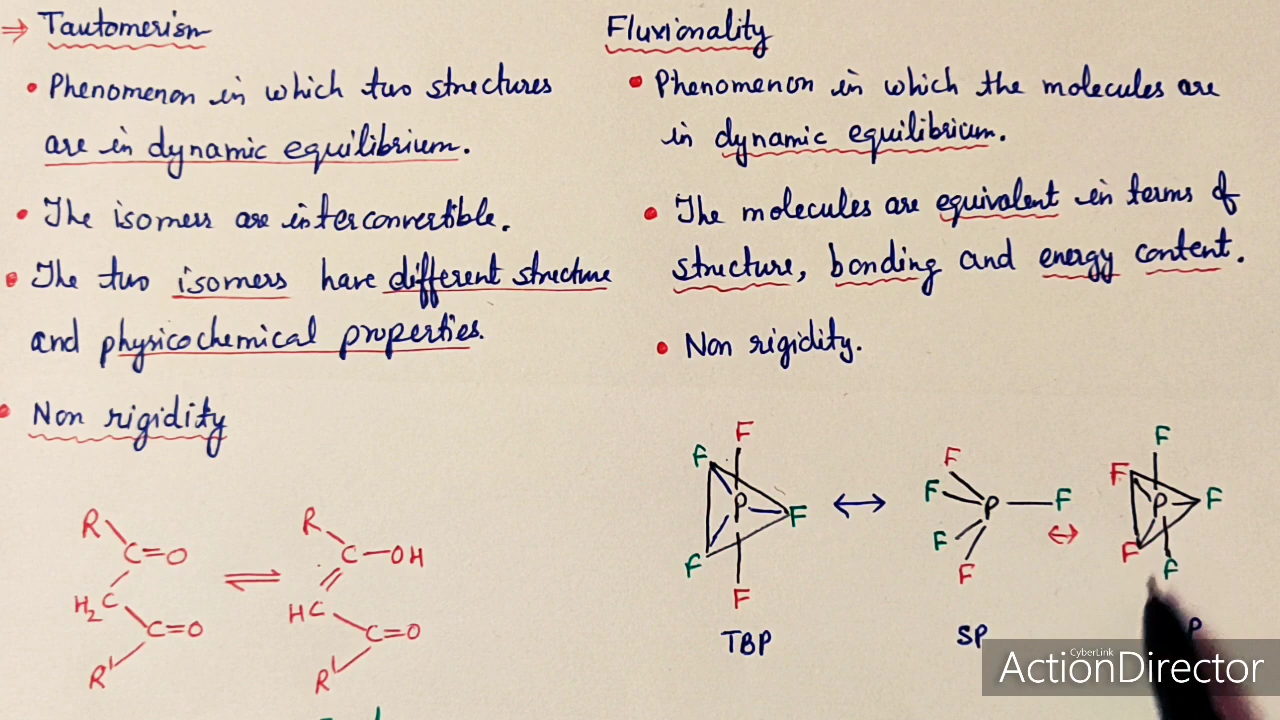 ⇒ Tautomerism
• Phenomenon in which two structures
are in dynamic equilibrium.
• The isomers are interconvertible.
• The two isomers have different structure
and physicochemical properties.
• Non rigidity
R
C=O
H₂C
C=O
R'
⇌
R
C—OH
HC
C=O
R'
Fluxionality
• Phenomenon in which the molecules are
in dynamic equilibrium.
• The molecules are equivalent in terms of
structure, bonding and energy content.
• Non rigidity.
F
F
P
F
F
F
TBP
↔
F
F
P
F
F
F
SP
↔
F
F
P
F
F
F
P
CyberLink
ActionDirector